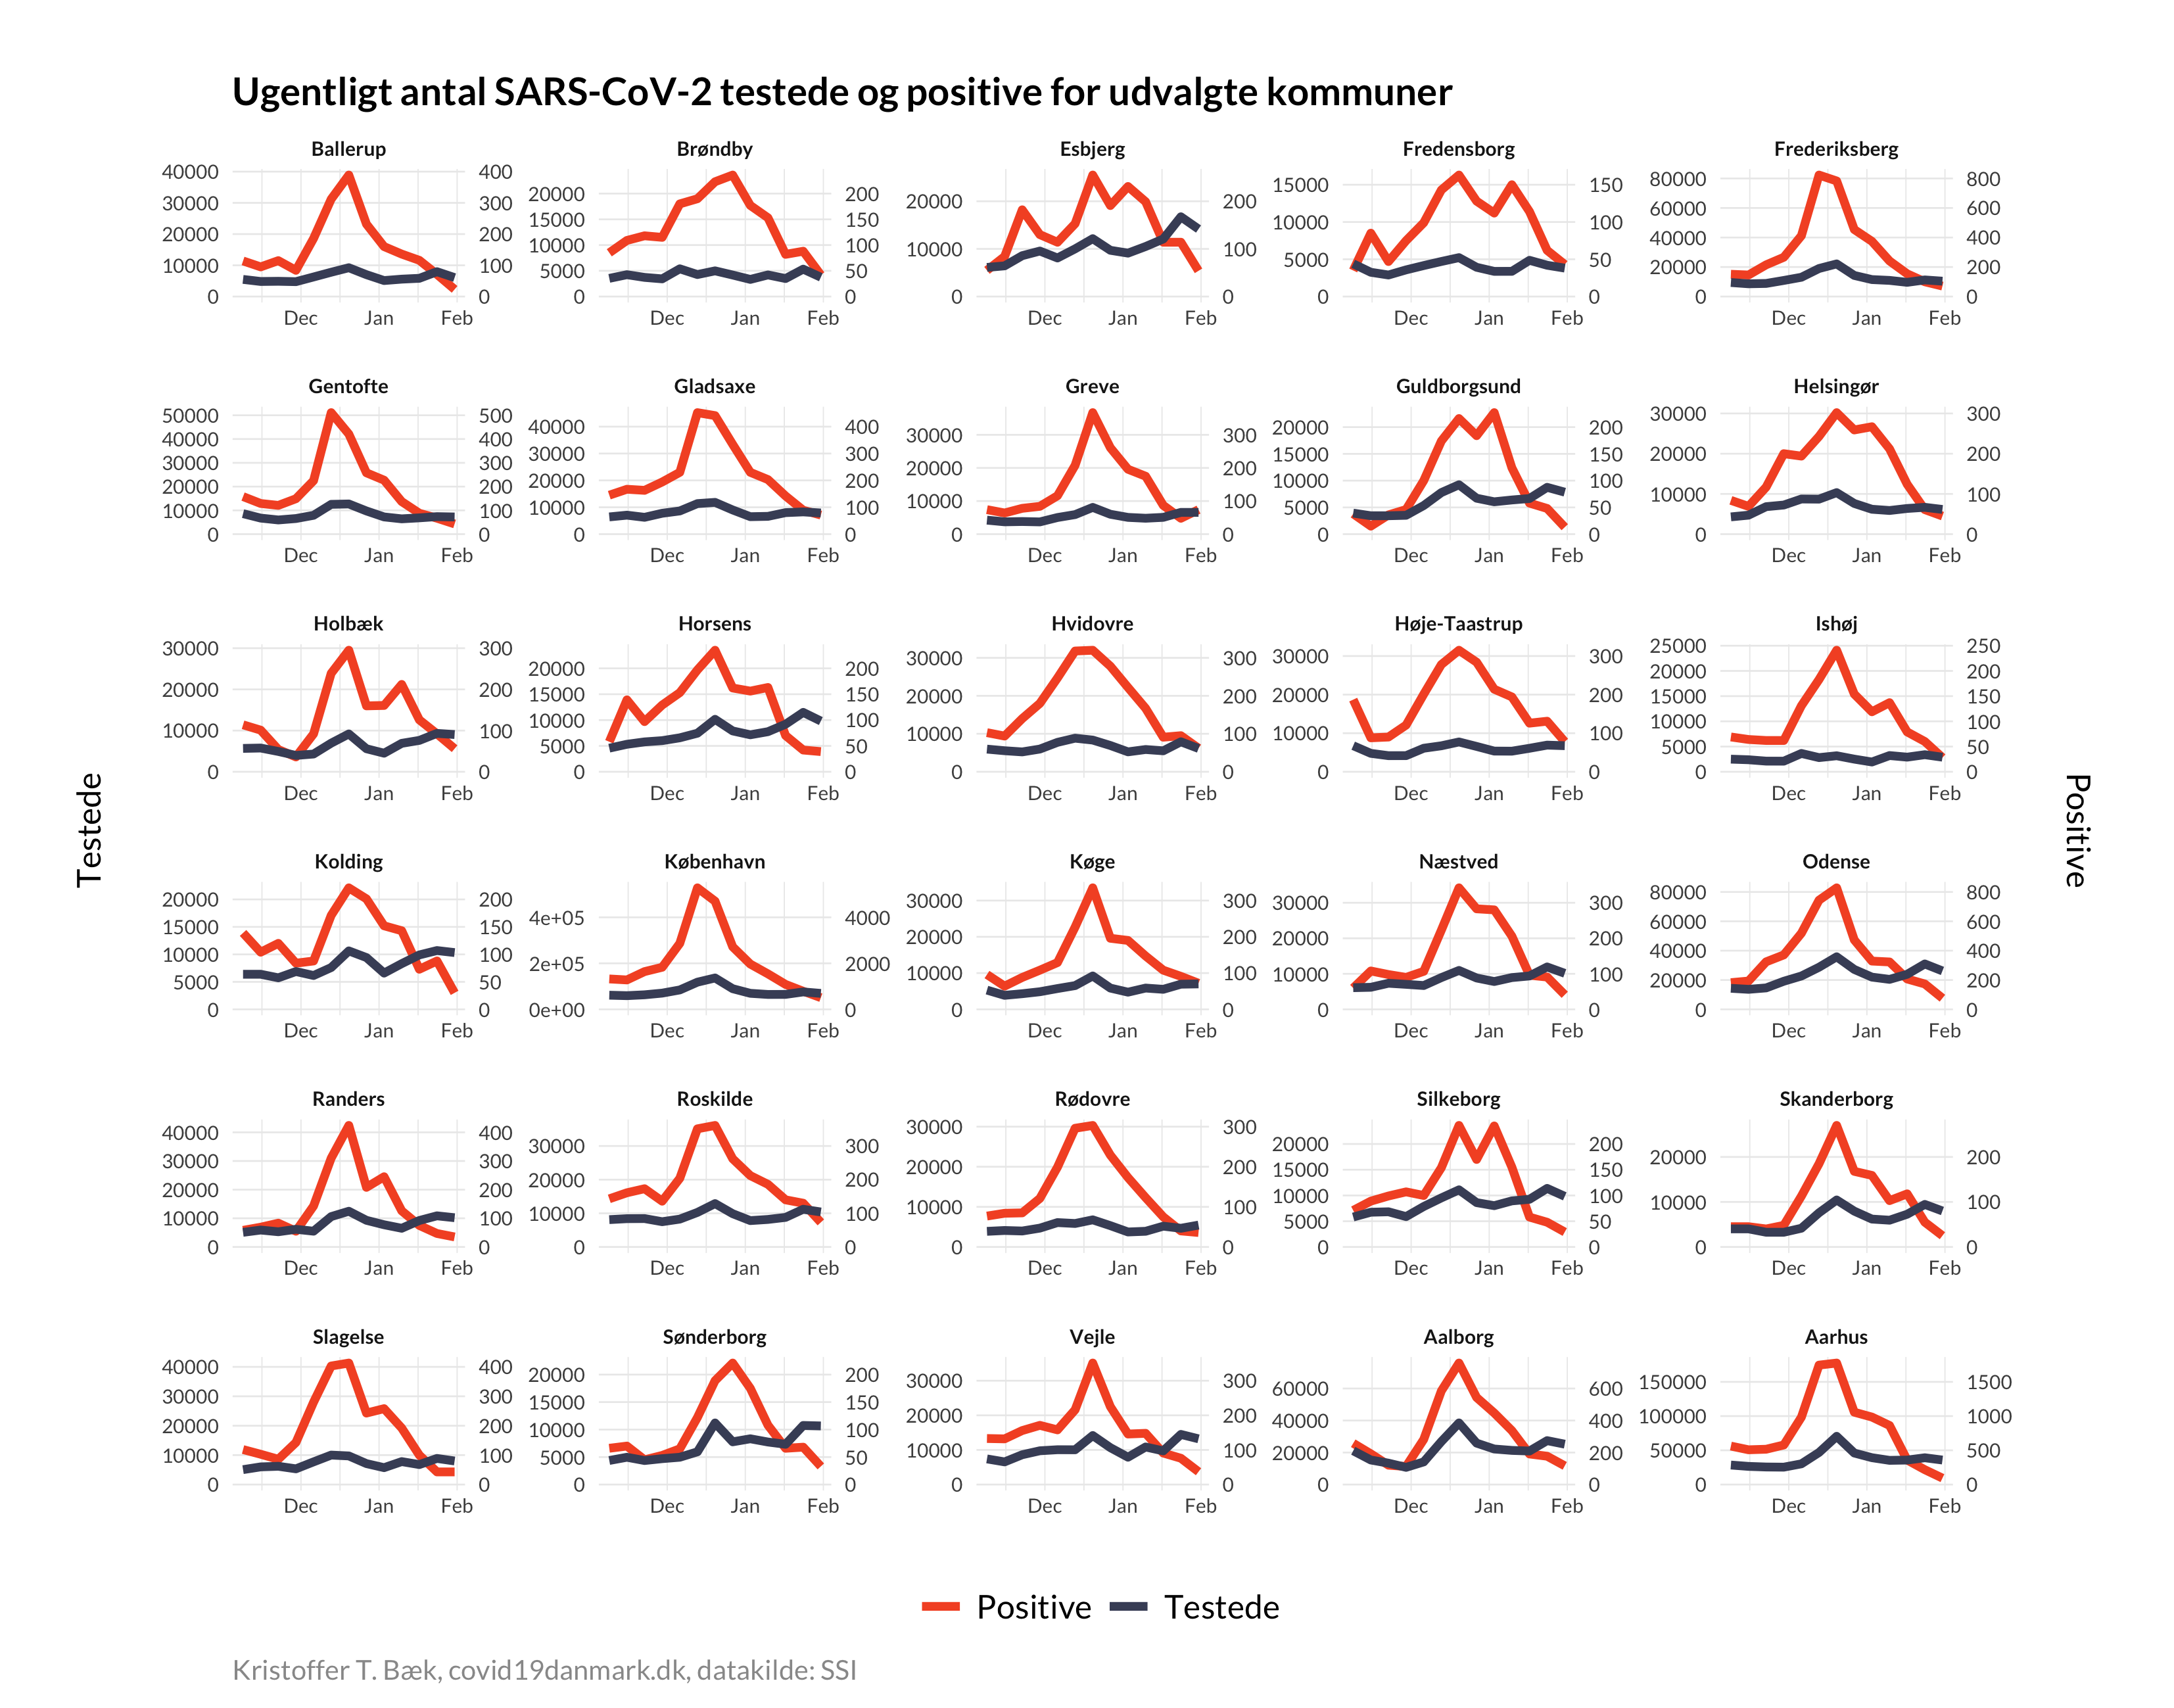 Ugentligt antal SARS-CoV-2 testede og positive for udvalgte kommuner
Ballerup Brøndby Esbjerg Fredensborg Frederiksberg
40000 400
30000 300
20000 200
10000 100
0 0
Dec Jan Feb
20000 200
15000 150
10000 100
5000 50
0 0
Dec Jan Feb
20000 200
10000 100
0 0
Dec Jan Feb
15000 150
10000 100
5000 50
0 0
Dec Jan Feb
80000 800
60000 600
40000 400
20000 200
0 0
Dec Jan Feb
Gentofte Gladsaxe Greve Guldborgsund Helsingør
50000 500
40000 400
30000 300
20000 200
10000 100
0 0
Dec Jan Feb
40000 400
30000 300
20000 200
10000 100
0 0
Dec Jan Feb
30000 300
20000 200
10000 100
0 0
Dec Jan Feb
20000 200
15000 150
10000 100
5000 50
0 0
Dec Jan Feb
30000 300
20000 200
10000 100
0 0
Dec Jan Feb
Holbæk Horsens Hvidovre Høje-Taastrup Ishøj
30000 300
20000 200
10000 100
0 0
Dec Jan Feb
20000 200
15000 150
10000 100
5000 50
0 0
Dec Jan Feb
30000 300
20000 200
10000 100
0 0
Dec Jan Feb
30000 300
20000 200
10000 100
0 0
Dec Jan Feb
25000 250
20000 200
15000 150
10000 100
5000 50
0 0
Dec Jan Feb
Testede
Positive
Kolding København Køge Næstved Odense
20000 200
15000 150
10000 100
5000 50
0 0
Dec Jan Feb
4e+05 4000
2e+05 2000
0e+00 0
Dec Jan Feb
30000 300
20000 200
10000 100
0 0
Dec Jan Feb
30000 300
20000 200
10000 100
0 0
Dec Jan Feb
80000 800
60000 600
40000 400
20000 200
0 0
Dec Jan Feb
Randers Roskilde Rødovre Silkeborg Skanderborg
40000 400
30000 300
20000 200
10000 100
0 0
Dec Jan Feb
30000 300
20000 200
10000 100
0 0
Dec Jan Feb
30000 300
20000 200
10000 100
0 0
Dec Jan Feb
20000 200
15000 150
10000 100
5000 50
0 0
Dec Jan Feb
20000 200
10000 100
0 0
Dec Jan Feb
Slagelse Sønderborg Vejle Aalborg Aarhus
40000 400
30000 300
20000 200
10000 100
0 0
Dec Jan Feb
20000 200
15000 150
10000 100
5000 50
0 0
Dec Jan Feb
30000 300
20000 200
10000 100
0 0
Dec Jan Feb
60000 600
40000 400
20000 200
0 0
Dec Jan Feb
150000 1500
100000 1000
50000 500
0 0
Dec Jan Feb
Positive Testede
Kristoffer T. Bæk, covid19danmark.dk, datakilde: SSI